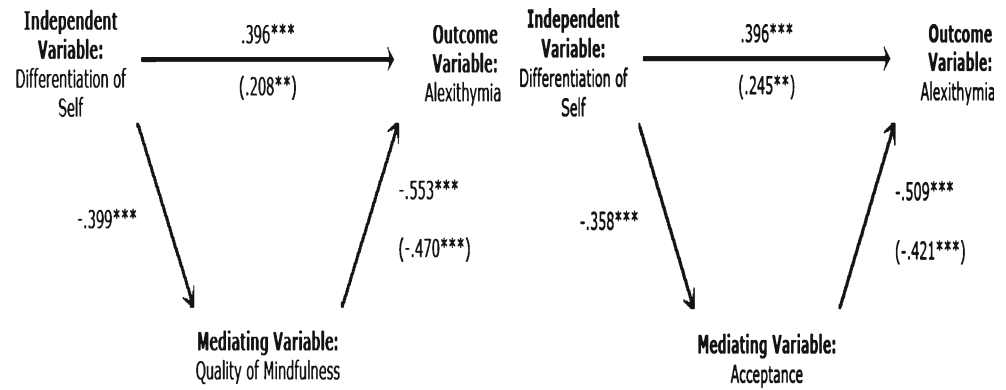 Independent
Variable:
Differentiation of
Self
.396***
(.208**)
Outcome
Variable:
Alexithymia
-.399***
-.553***
(-.470***)
Mediating Variable:
Quality of Mindfulness
Independent
Variable:
Differentiation of
Self
.396***
(.245**)
Outcome
Variable:
Alexithymia
-.358***
-.509***
(-.421***)
Mediating Variable:
Acceptance